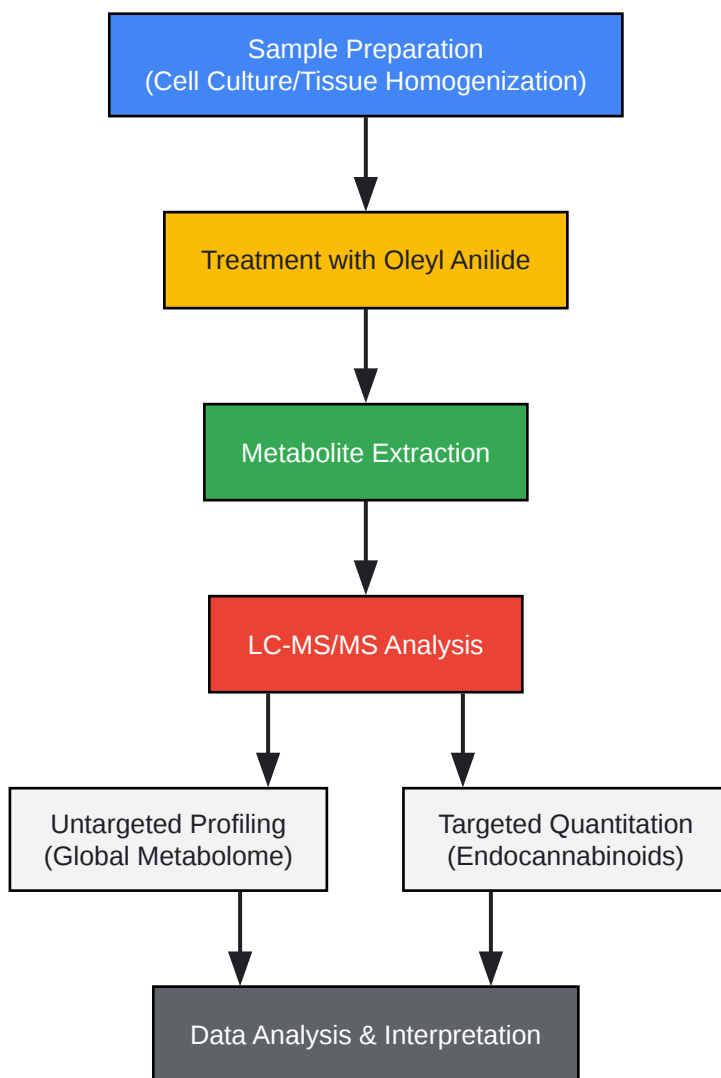 Sample Preparation
(Cell Culture/Tissue Homogenization)
Treatment with Oleyl Anilide
Metabolite Extraction
LC-MS/MS Analysis
Untargeted Profiling
(Global Metabolome)
Targeted Quantitation
(Endocannabinoids)
Data Analysis & Interpretation